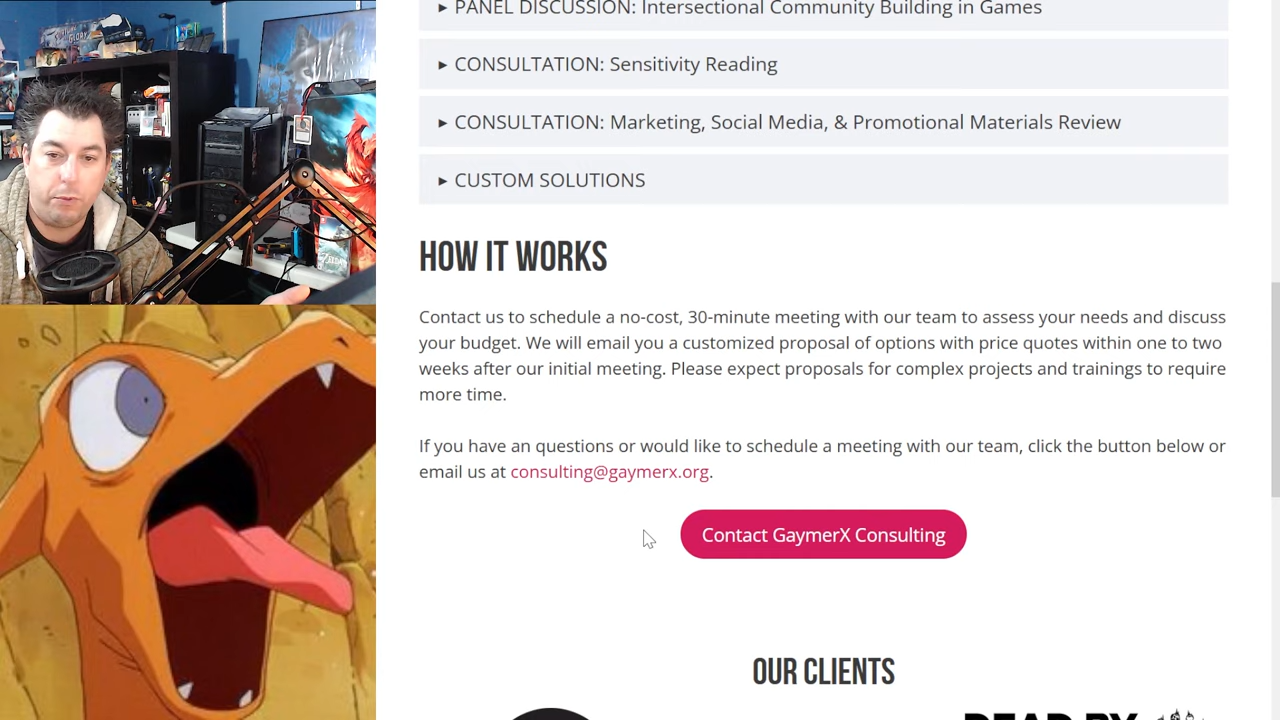 ▸ PANEL DISCUSSION: Intersectional Community Building in Games
▸ CONSULTATION: Sensitivity Reading
▸ CONSULTATION: Marketing, Social Media, & Promotional Materials Review
▸ CUSTOM SOLUTIONS
HOW IT WORKS
Contact us to schedule a no-cost, 30-minute meeting with our team to assess your needs and discuss
your budget. We will email you a customized proposal of options with price quotes within one to two
weeks after our initial meeting. Please expect proposals for complex projects and trainings to require
more time.
If you have an questions or would like to schedule a meeting with our team, click the button below or
email us at consulting@gaymerx.org.
Contact GaymerX Consulting
OUR CLIENTS
DEAD BY